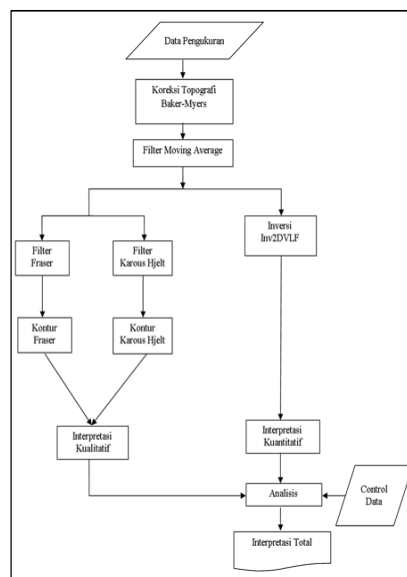 Data Pengukuran
Koreksi Topografi
Baker-Myers
Filter Moving Average
Filter
Fraser
Filter
Karous Hjelt
Inversi
Inv2DVLF
Kontur
Fraser
Kontur
Karous Hjelt
Interpretasi
Kualitatif
Interpretasi
Kuantitatif
Analisis
Control
Data
Interpretasi Total